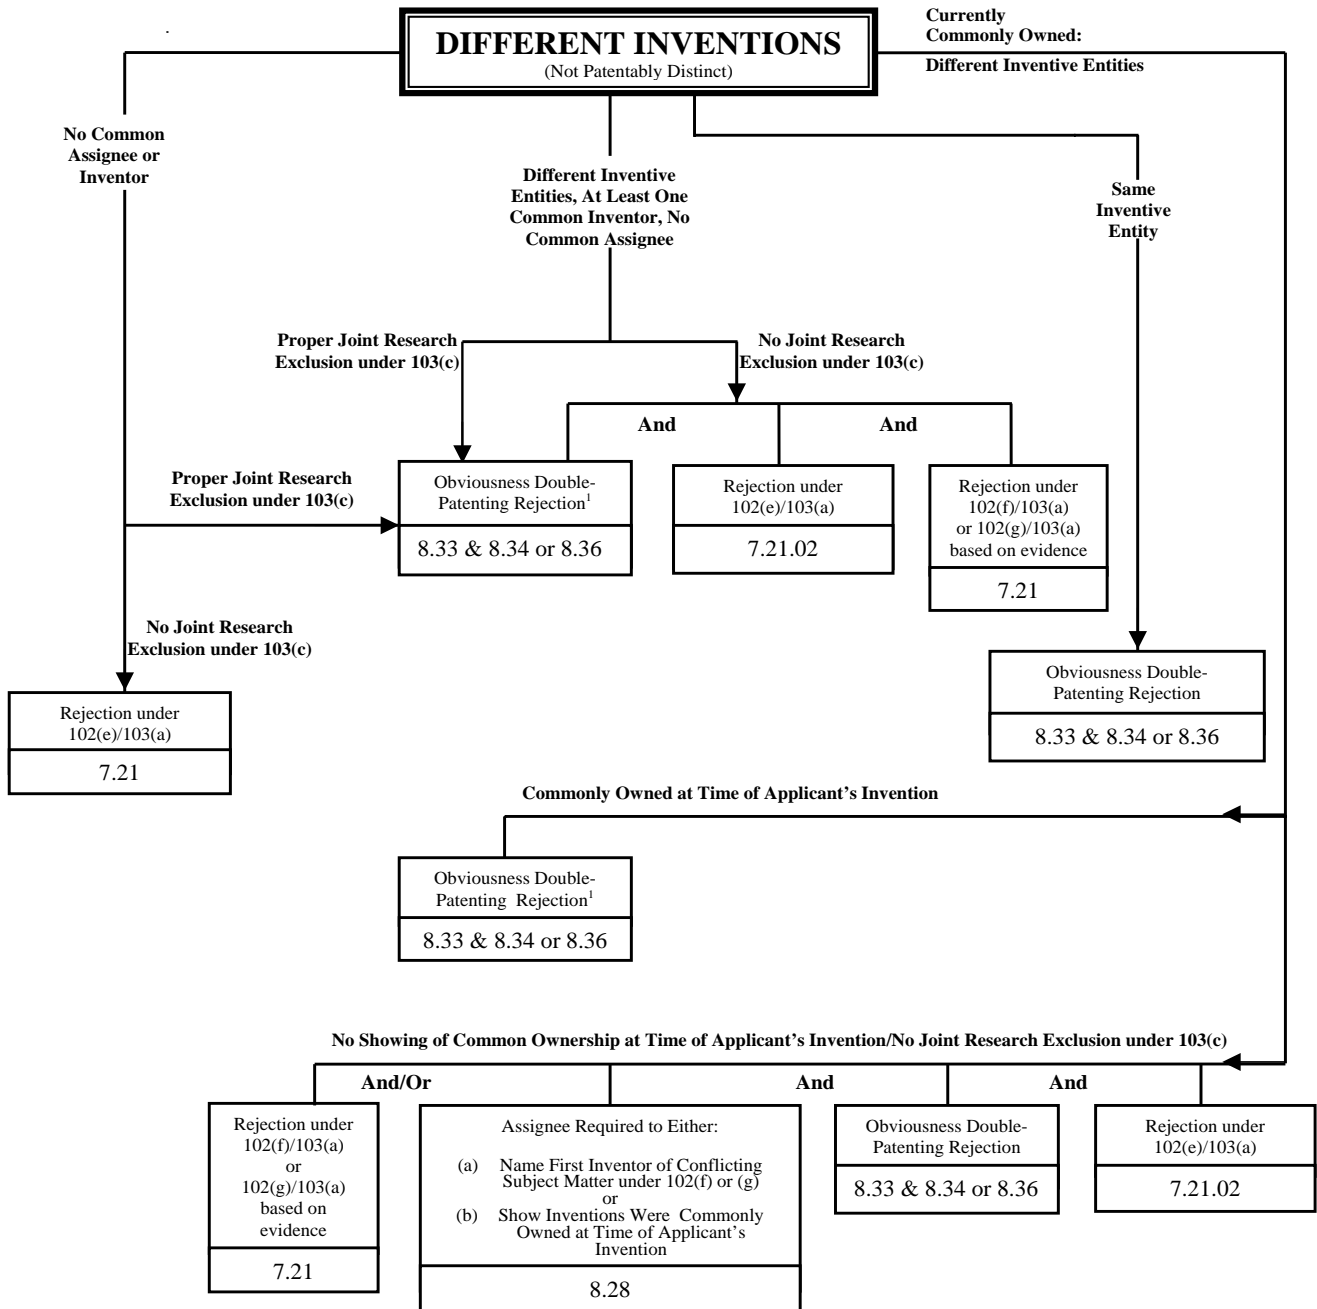 DIFFERENT INVENTIONS
(Not Patentably Distinct)
Currently
Commonly Owned:
Different Inventive Entities
No Common
Assignee or
Inventor
Different Inventive
Entities, At Least One
Common Inventor, No
Common Assignee
Same
Inventive
Entity
Proper Joint Research
Exclusion under 103(c)
No Joint Research
Exclusion under 103(c)
And
And
Proper Joint Research
Exclusion under 103(c)
Obviousness Double-
Patenting Rejection1
8.33 & 8.34 or 8.36
Rejection under
102(e)/103(a)
7.21.02
Rejection under
102(f)/103(a)
or 102(g)/103(a)
based on evidence
7.21
No Joint Research
Exclusion under 103(c)
Rejection under
102(e)/103(a)
7.21
Obviousness Double-
Patenting Rejection
8.33 & 8.34 or 8.36
Commonly Owned at Time of Applicant's Invention
Obviousness Double-
Patenting Rejection1
8.33 & 8.34 or 8.36
No Showing of Common Ownership at Time of Applicant's Invention/No Joint Research Exclusion under 103(c)
And/Or
And
And
Rejection under
102(f)/103(a)
or
102(g)/103(a)
based on
evidence
7.21
Assignee Required to Either:
(a) Name First Inventor of Conflicting
Subject Matter under 102(f) or (g)
or
(b) Show Inventions Were Commonly
Owned at Time of Applicant's
Invention
8.28
Obviousness Double-
Patenting Rejection
8.33 & 8.34 or 8.36
Rejection under
102(e)/103(a)
7.21.02